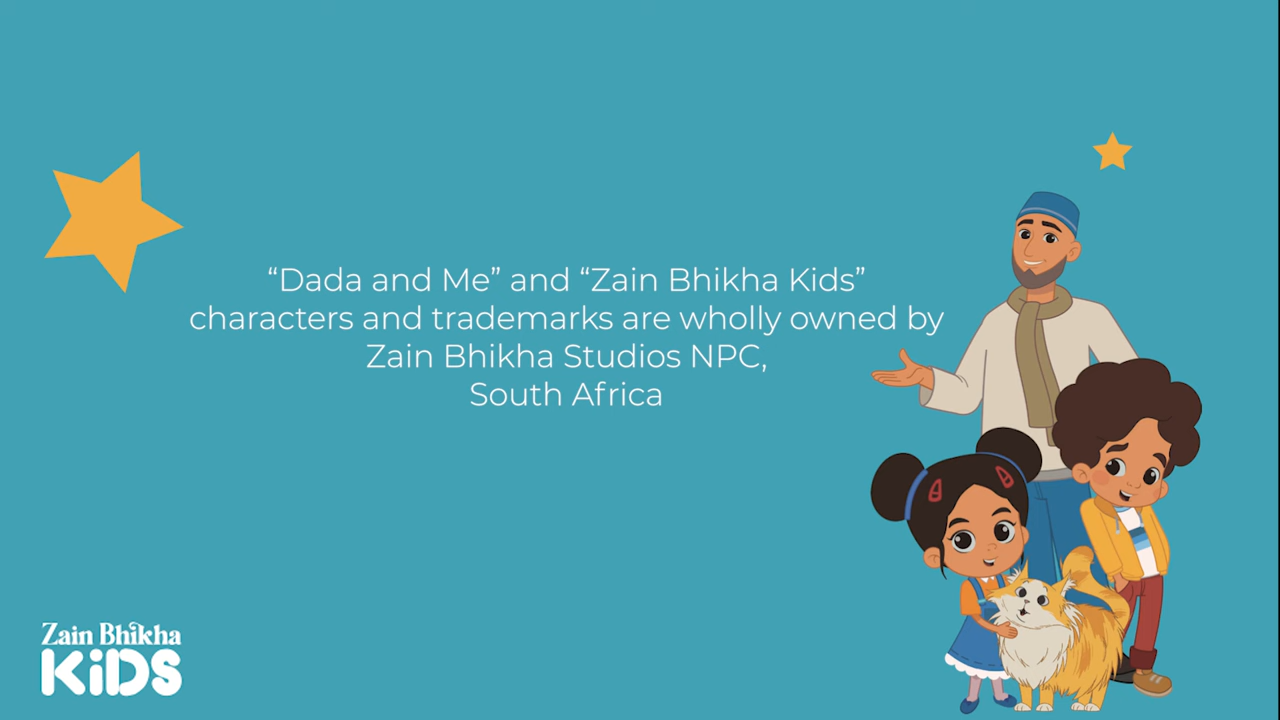 “Dada and Me” and “Zain Bhikha Kids”
characters and trademarks are wholly owned by
Zain Bhikha Studios NPC,
South Africa
Zain Bhikha
KiDS